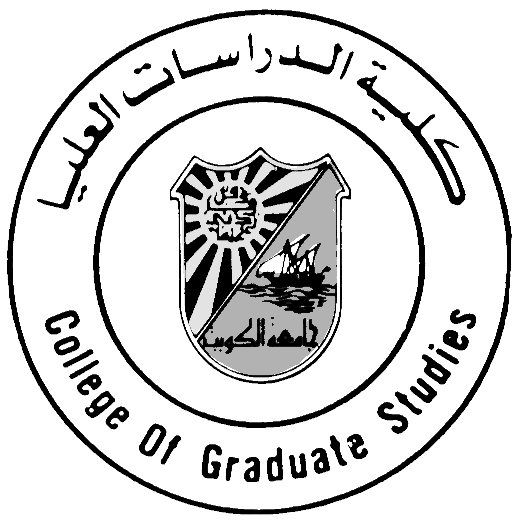 كلية الدراسات العليا
جامعة الكويت
College Of Graduate Studies